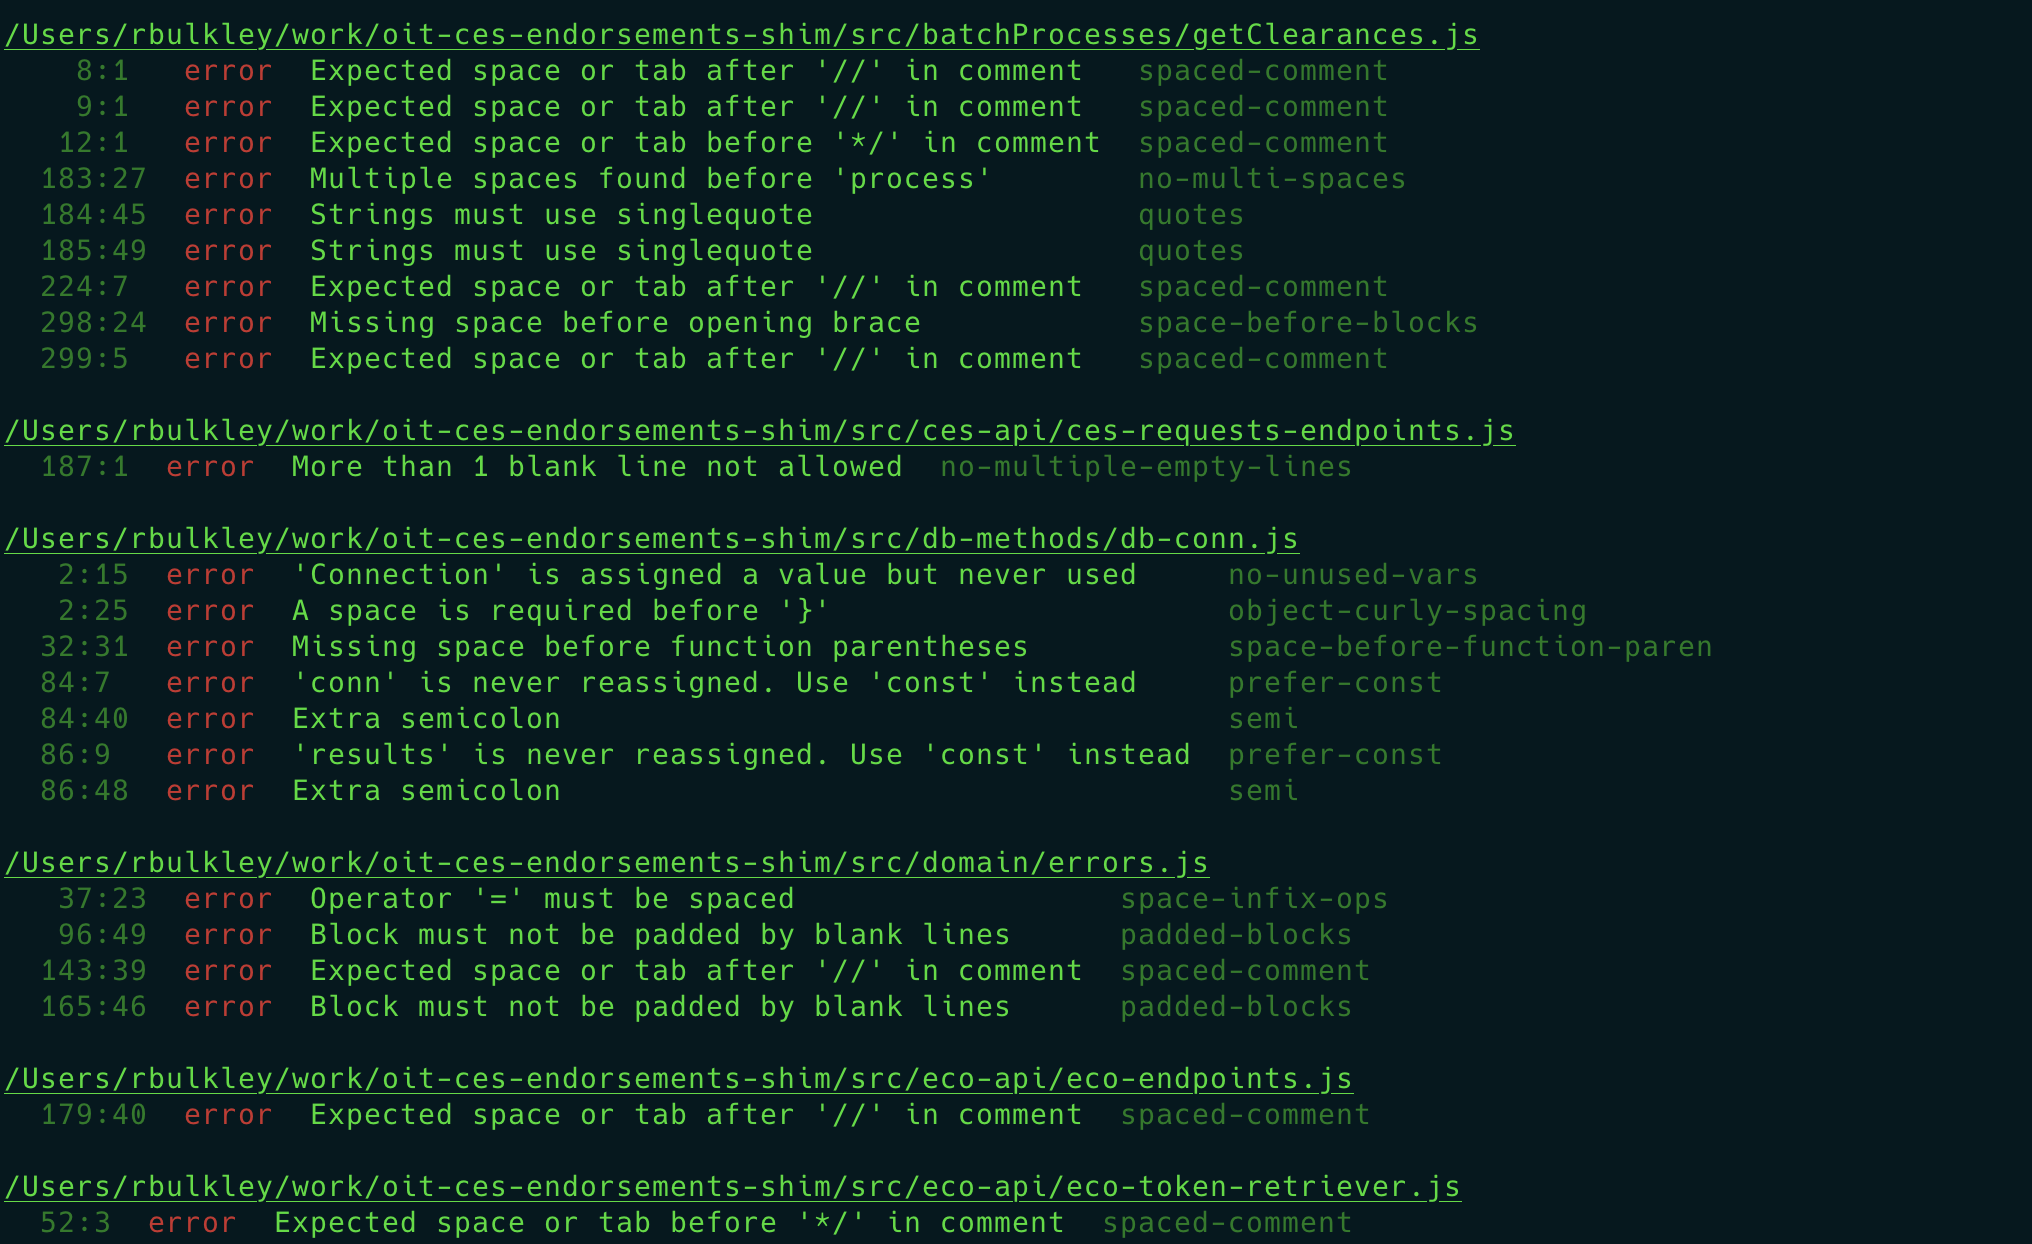 /Users/rbulkley/work/oit-ces-endorsements-shim/src/batchProcesses/getClearances.js
8:1 error Expected space or tab after '//' in comment spaced-comment
9:1 error Expected space or tab after '//' in comment spaced-comment
12:1 error Expected space or tab before '*/' in comment spaced-comment
183:27 error Multiple spaces found before 'process' no-multi-spaces
184:45 error Strings must use singlequote quotes
185:49 error Strings must use singlequote quotes
224:7 error Expected space or tab after '//' in comment spaced-comment
298:24 error Missing space before opening brace space-before-blocks
299:5 error Expected space or tab after '//' in comment spaced-comment
/Users/rbulkley/work/oit-ces-endorsements-shim/src/ces-api/ces-requests-endpoints.js
187:1 error More than 1 blank line not allowed no-multiple-empty-lines
/Users/rbulkley/work/oit-ces-endorsements-shim/src/db-methods/db-conn.js
2:15 error 'Connection' is assigned a value but never used no-unused-vars
2:25 error A space is required before '}' object-curly-spacing
32:31 error Missing space before function parentheses space-before-function-paren
84:7 error 'conn' is never reassigned. Use 'const' instead prefer-const
84:40 error Extra semicolon semi
86:9 error 'results' is never reassigned. Use 'const' instead prefer-const
86:48 error Extra semicolon semi
/Users/rbulkley/work/oit-ces-endorsements-shim/src/domain/errors.js
37:23 error Operator '=' must be spaced space-infix-ops
96:49 error Block must not be padded by blank lines padded-blocks
143:39 error Expected space or tab after '//' in comment spaced-comment
165:46 error Block must not be padded by blank lines padded-blocks
/Users/rbulkley/work/oit-ces-endorsements-shim/src/eco-api/eco-endpoints.js
179:40 error Expected space or tab after '//' in comment spaced-comment
/Users/rbulkley/work/oit-ces-endorsements-shim/src/eco-api/eco-token-retriever.js
52:3 error Expected space or tab before '*/' in comment spaced-comment